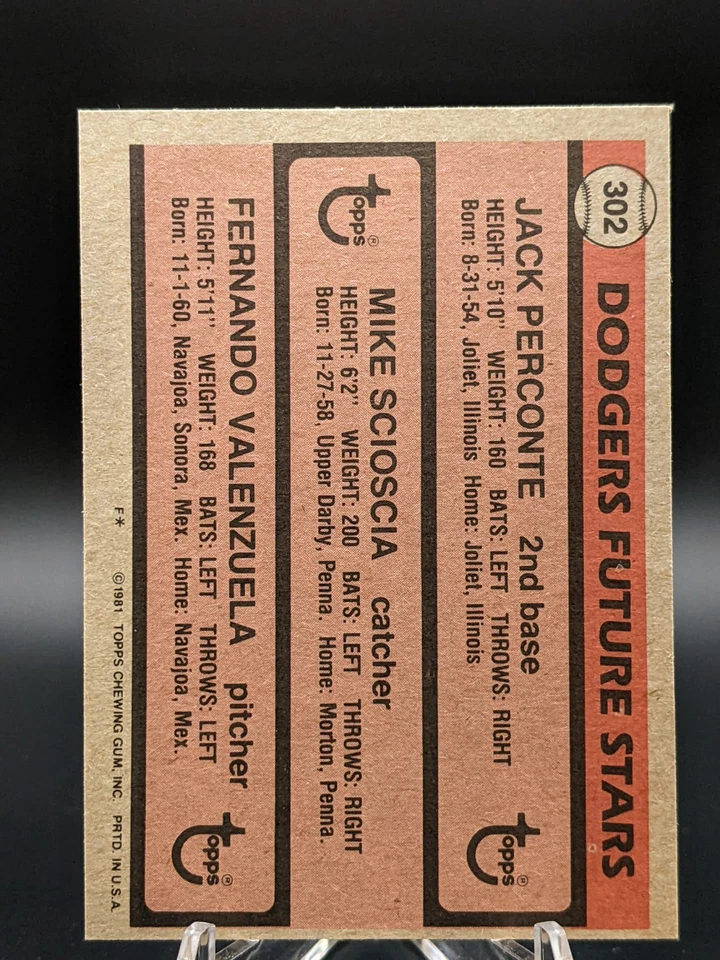 302
DODGERS FUTURE STARS
JACK PERCONTE 2nd base
HEIGHT: 5'10" WEIGHT: 160 BATS: LEFT THROWS: RIGHT
Born: 8-31-54, Joliet, Illinois Home: Joliet, Illinois
Topps®
Topps®
MIKE SCIOSCIA catcher
HEIGHT: 6'2" WEIGHT: 200 BATS: LEFT THROWS: RIGHT
Born: 11-27-58, Upper Darby, Penna. Home: Morton, Penna.
FERNANDO VALENZUELA pitcher
HEIGHT: 5'11" WEIGHT: 168 BATS: LEFT THROWS: LEFT
Born: 11-1-60, Navajoa, Sonora, Mex. Home: Navajoa, Mex.
Topps®
F* ©1981 TOPPS CHEWING GUM, INC. PRTD. IN U.S.A.